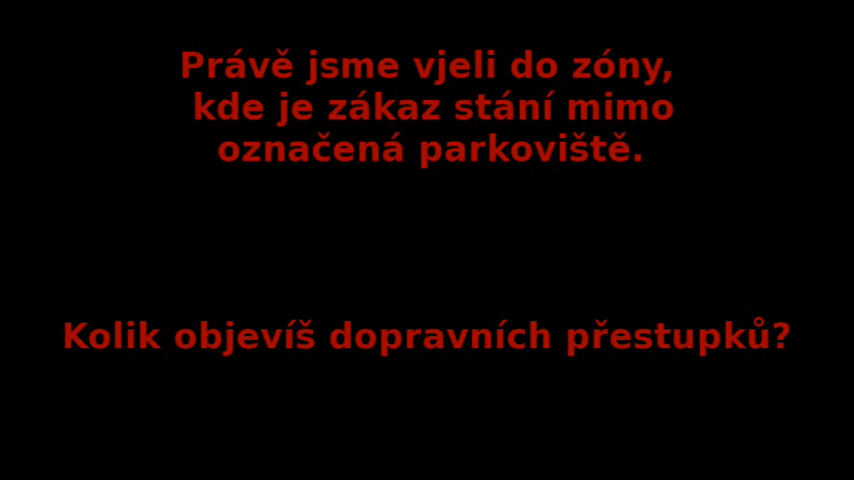 Právě jsme vjeli do zóny,
kde je zákaz stání mimo
označená parkoviště.
Kolik objevíš dopravních přestupků?